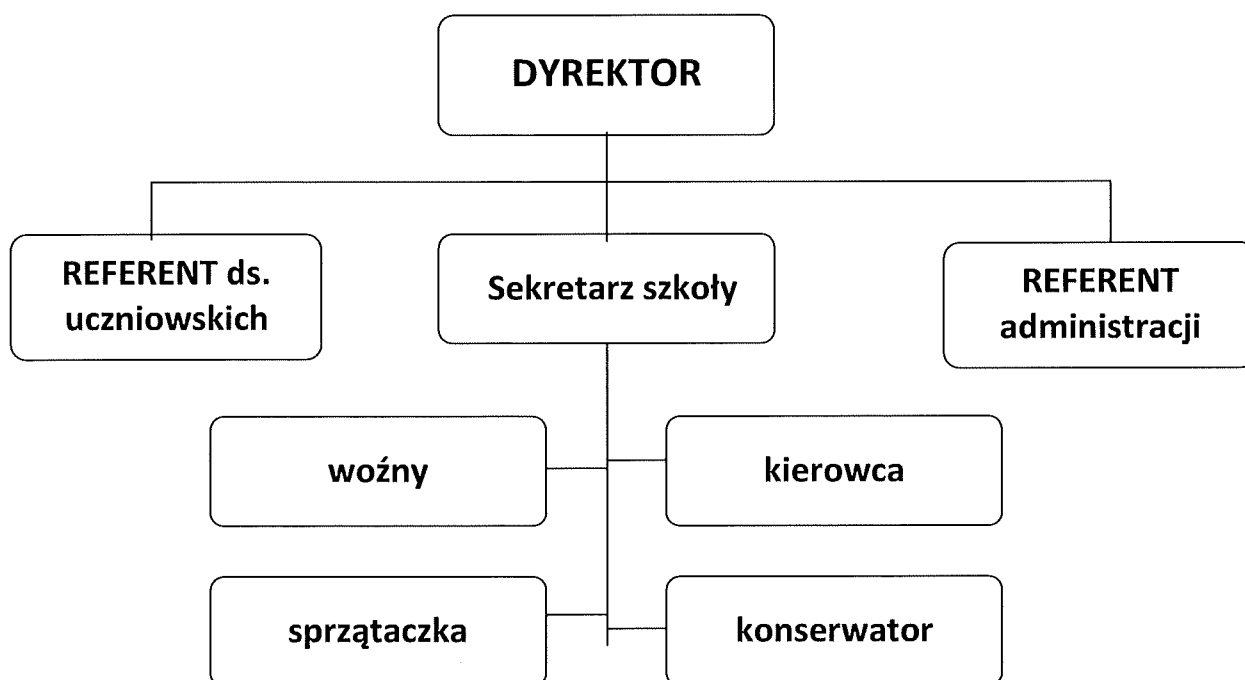 DYREKTOR
REFERENT ds.
uczniowskich
Sekretarz szkoły
REFERENT
administracji
woźny
kierowca
sprzątaczka
konserwator